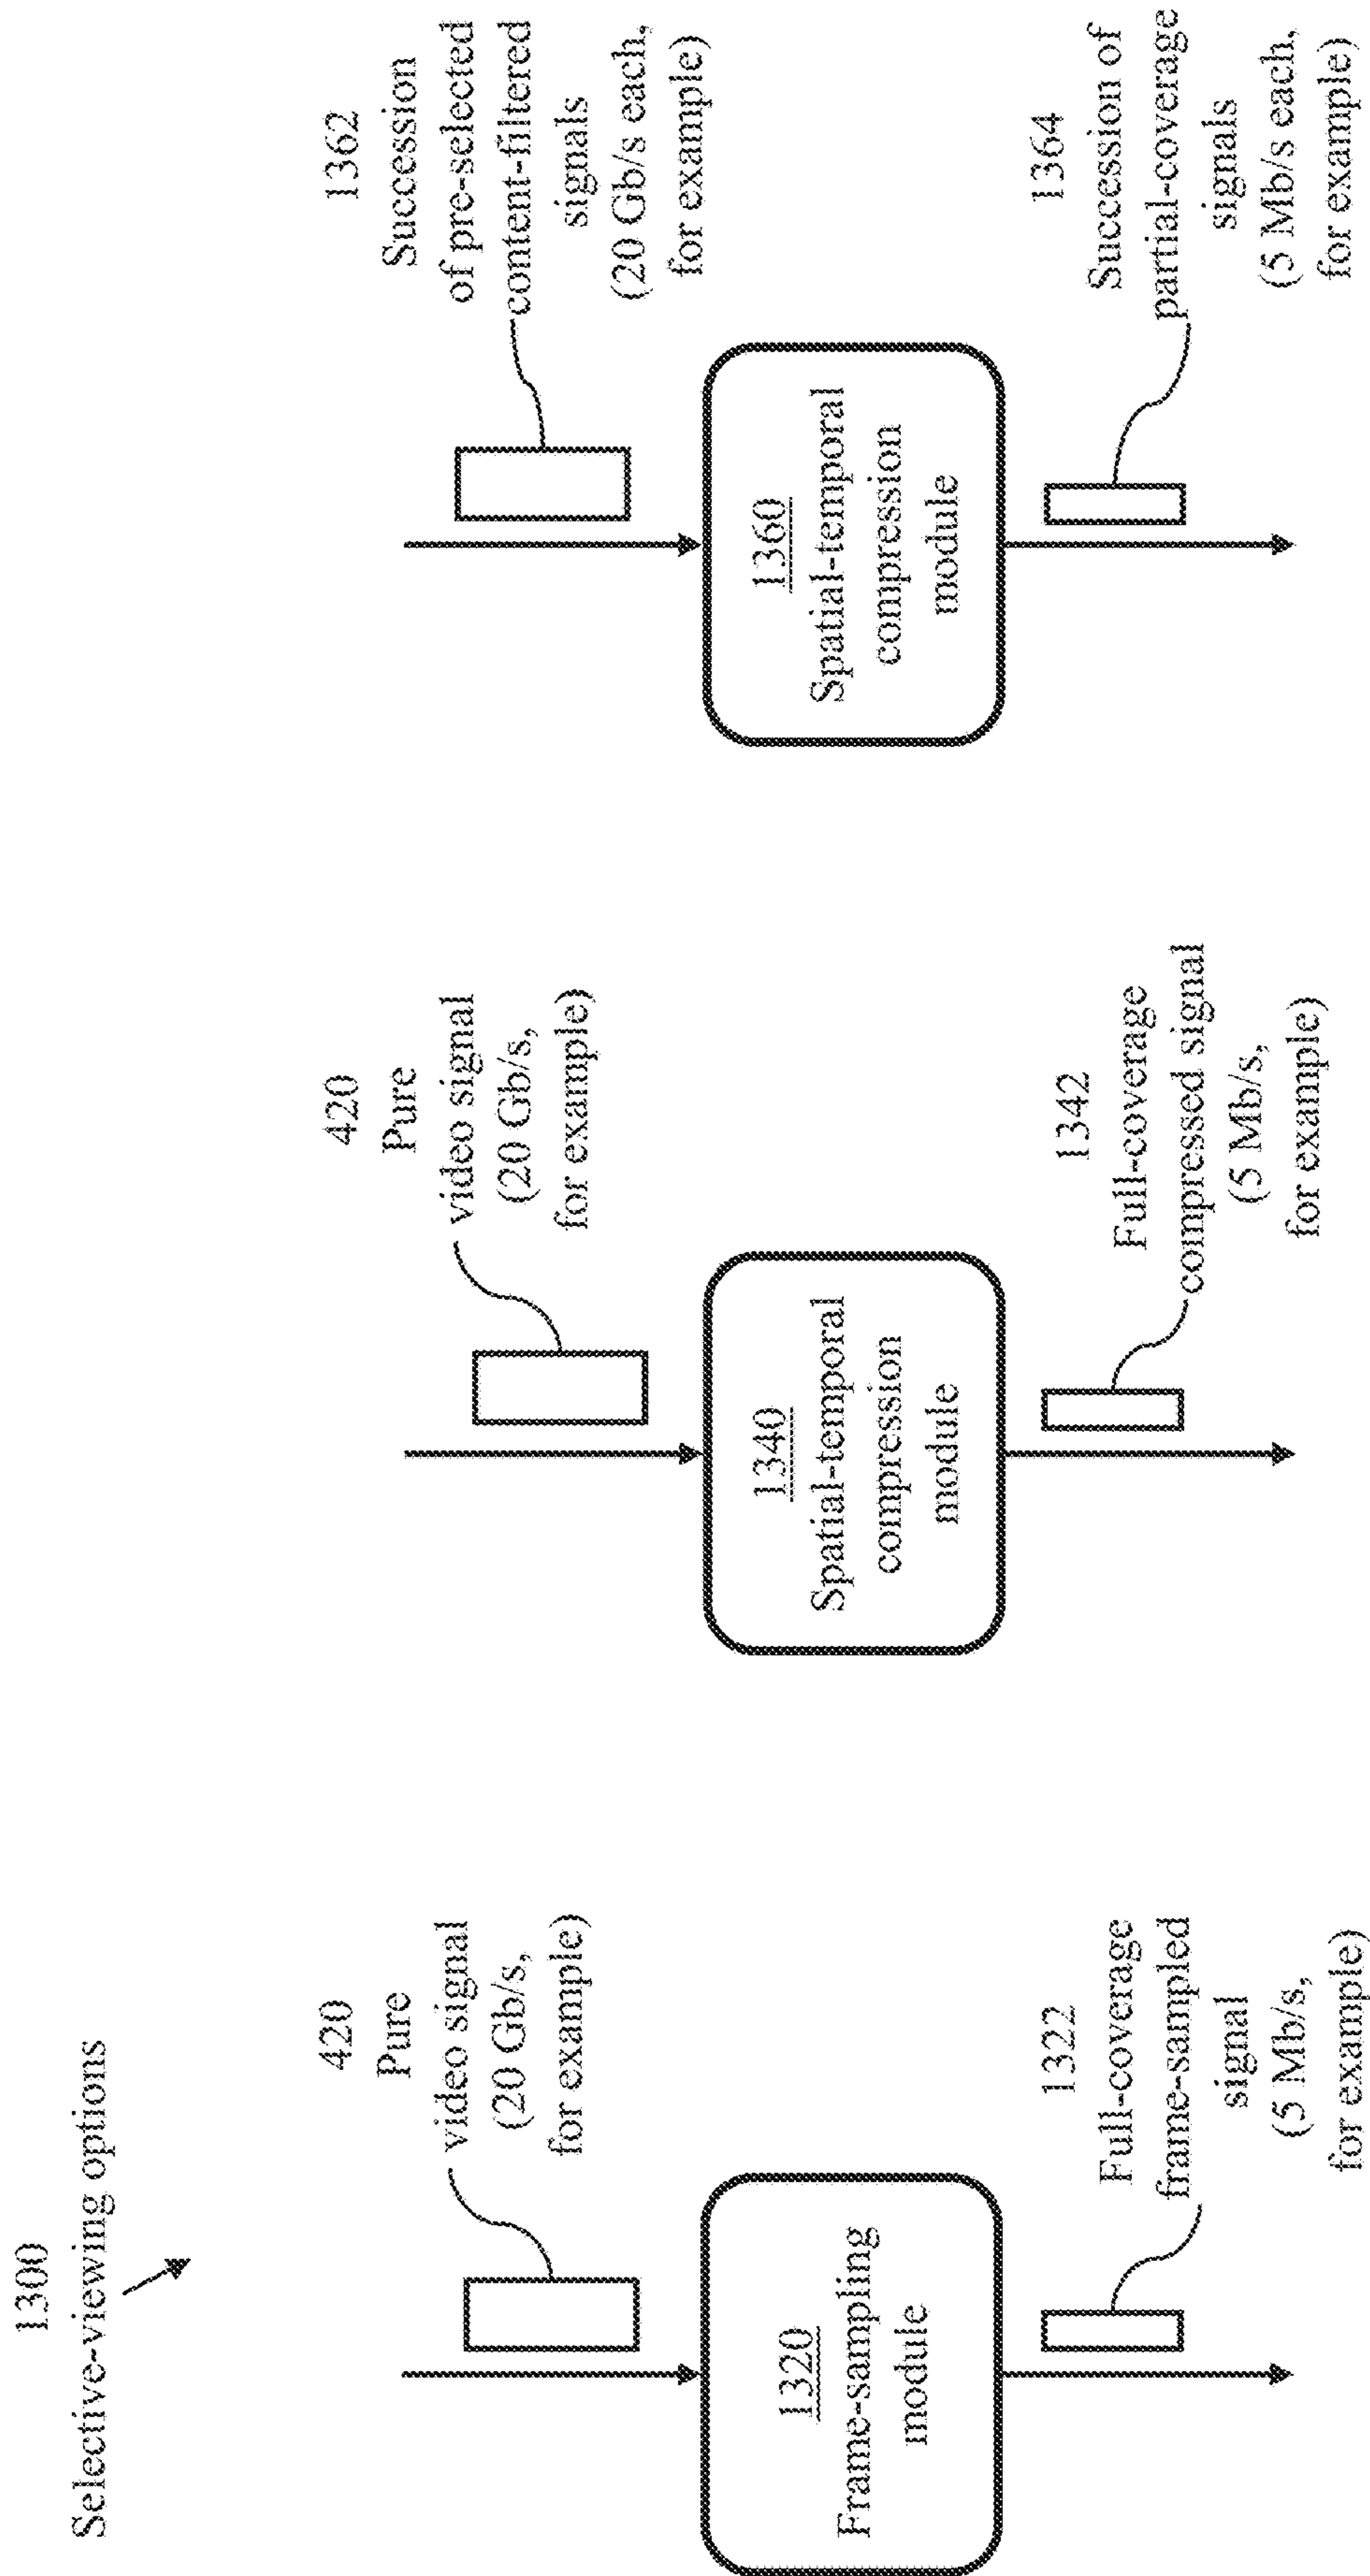 1300
Selective-viewing options
420
Pure
video signal
(20 Gb/s,
for example)
1320
Frame-sampling
module
1322
Full-coverage
frame-sampled
signal
(5 Mb/s,
for example)
420
Pure
video signal
(20 Gb/s,
for example)
1340
Spatial-temporal
compression
module
1342
Full-coverage
compressed signal
(5 Mb/s,
for example)
1362
Succession
of pre-selected
content-filtered
signals
(20 Gb/s each,
for example)
1360
Spatial-temporal
compression
module
1364
Succession of
partial-coverage
signals
(5 Mb/s each,
for example)